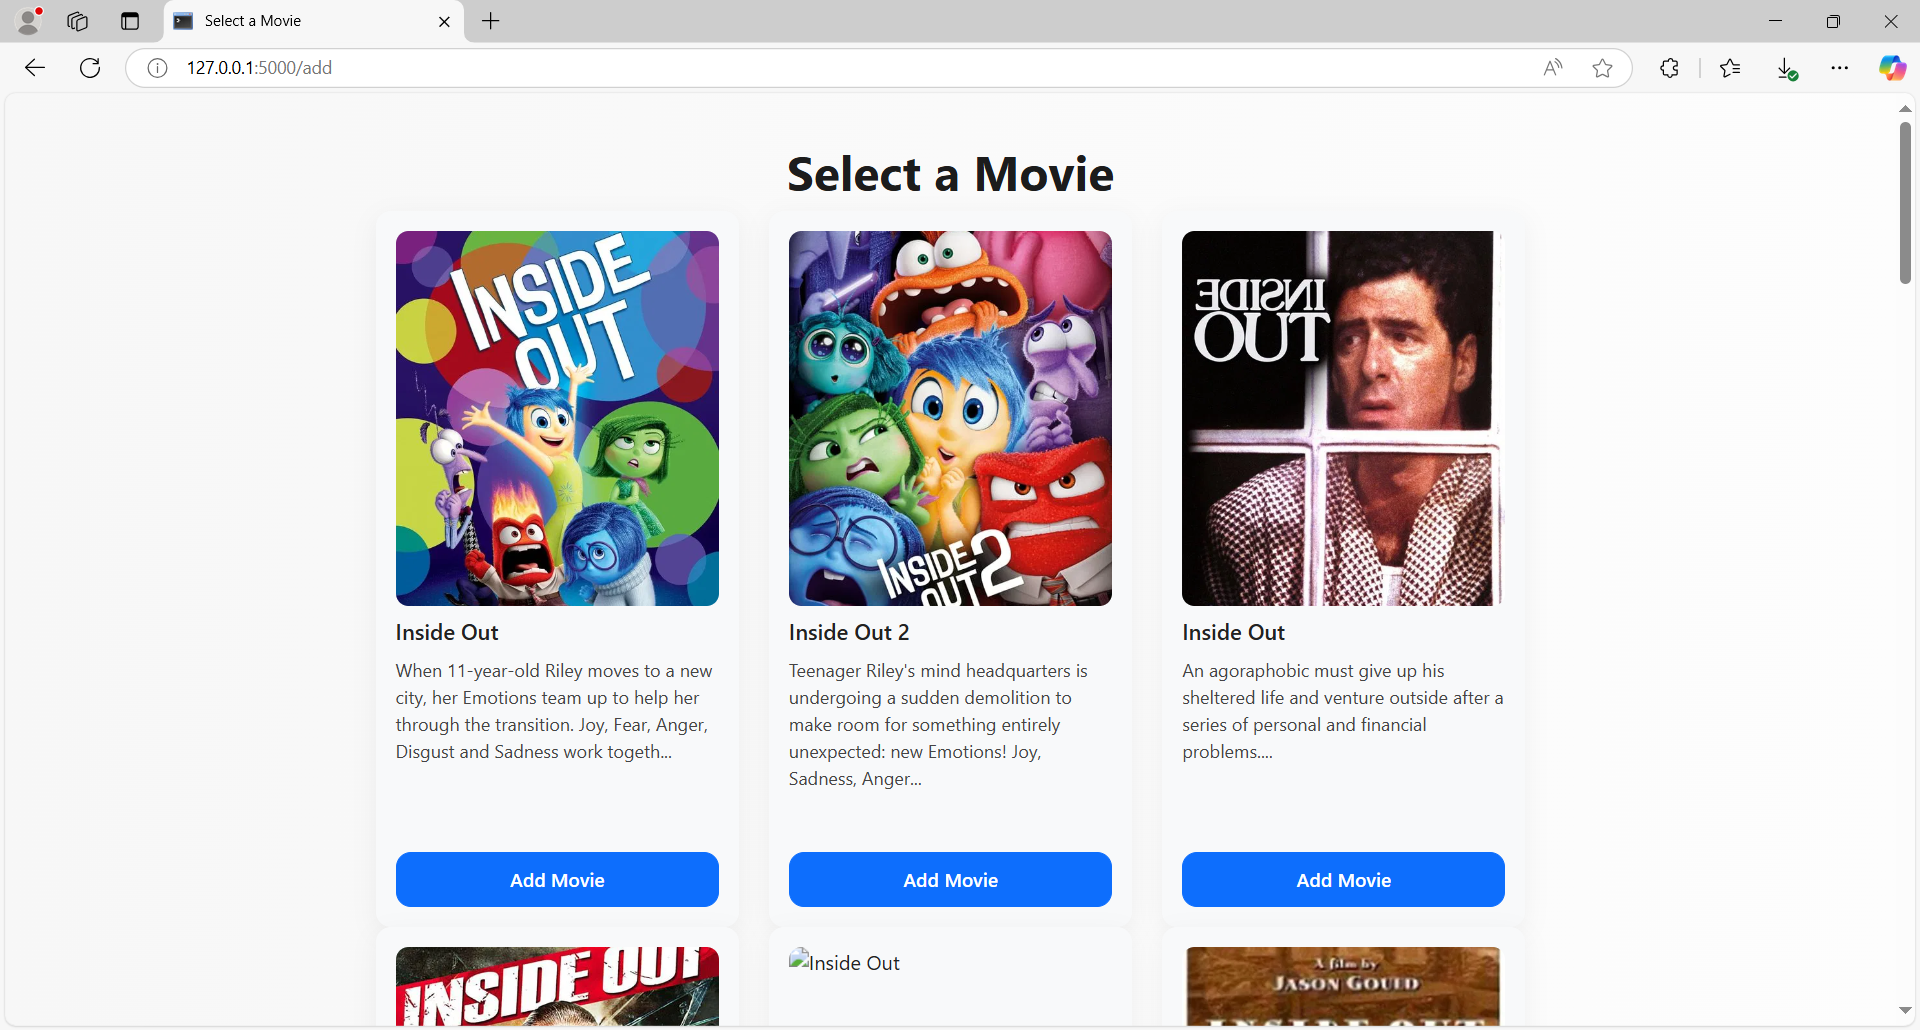 Select a Movie
127.0.0.1:5000/add
Select a Movie
INSIDE
OUT
INSIDE
OUT 2
INSIDE
OUT
Inside Out
When 11-year-old Riley moves to a new
city, her Emotions team up to help her
through the transition. Joy, Fear, Anger,
Disgust and Sadness work togeth...
Add Movie
Inside Out 2
Teenager Riley's mind headquarters is
undergoing a sudden demolition to
make room for something entirely
unexpected: new Emotions! Joy,
Sadness, Anger...
Add Movie
Inside Out
An agoraphobic must give up his
sheltered life and venture outside after a
series of personal and financial
problems....
Add Movie
INSIDE OUT
Inside Out
A film by
JASON GOULD
INSIDE OUT